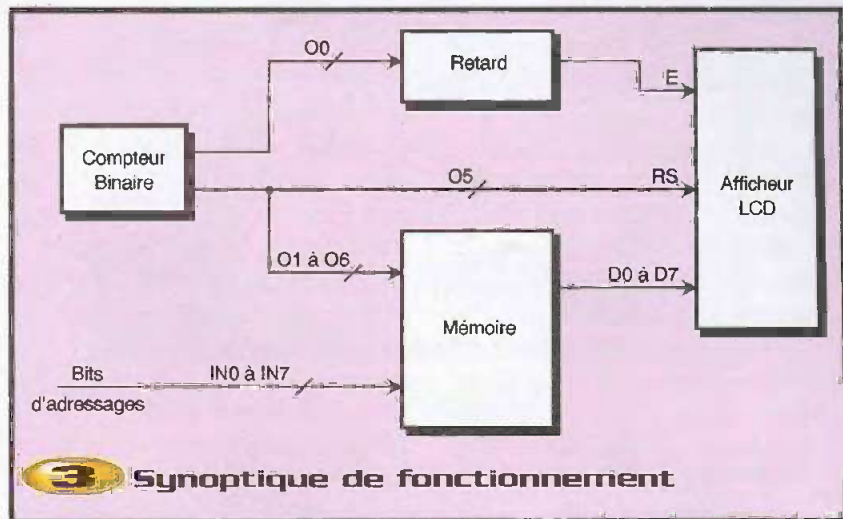 O0
Retard
E
Compteur
Binaire
O5
RS
Afficheur
LCD
O1 à O6
D0 à D7
Mémoire
Bits
d'adressages
IN0 à IN7
3 Synoptique de fonctionnement